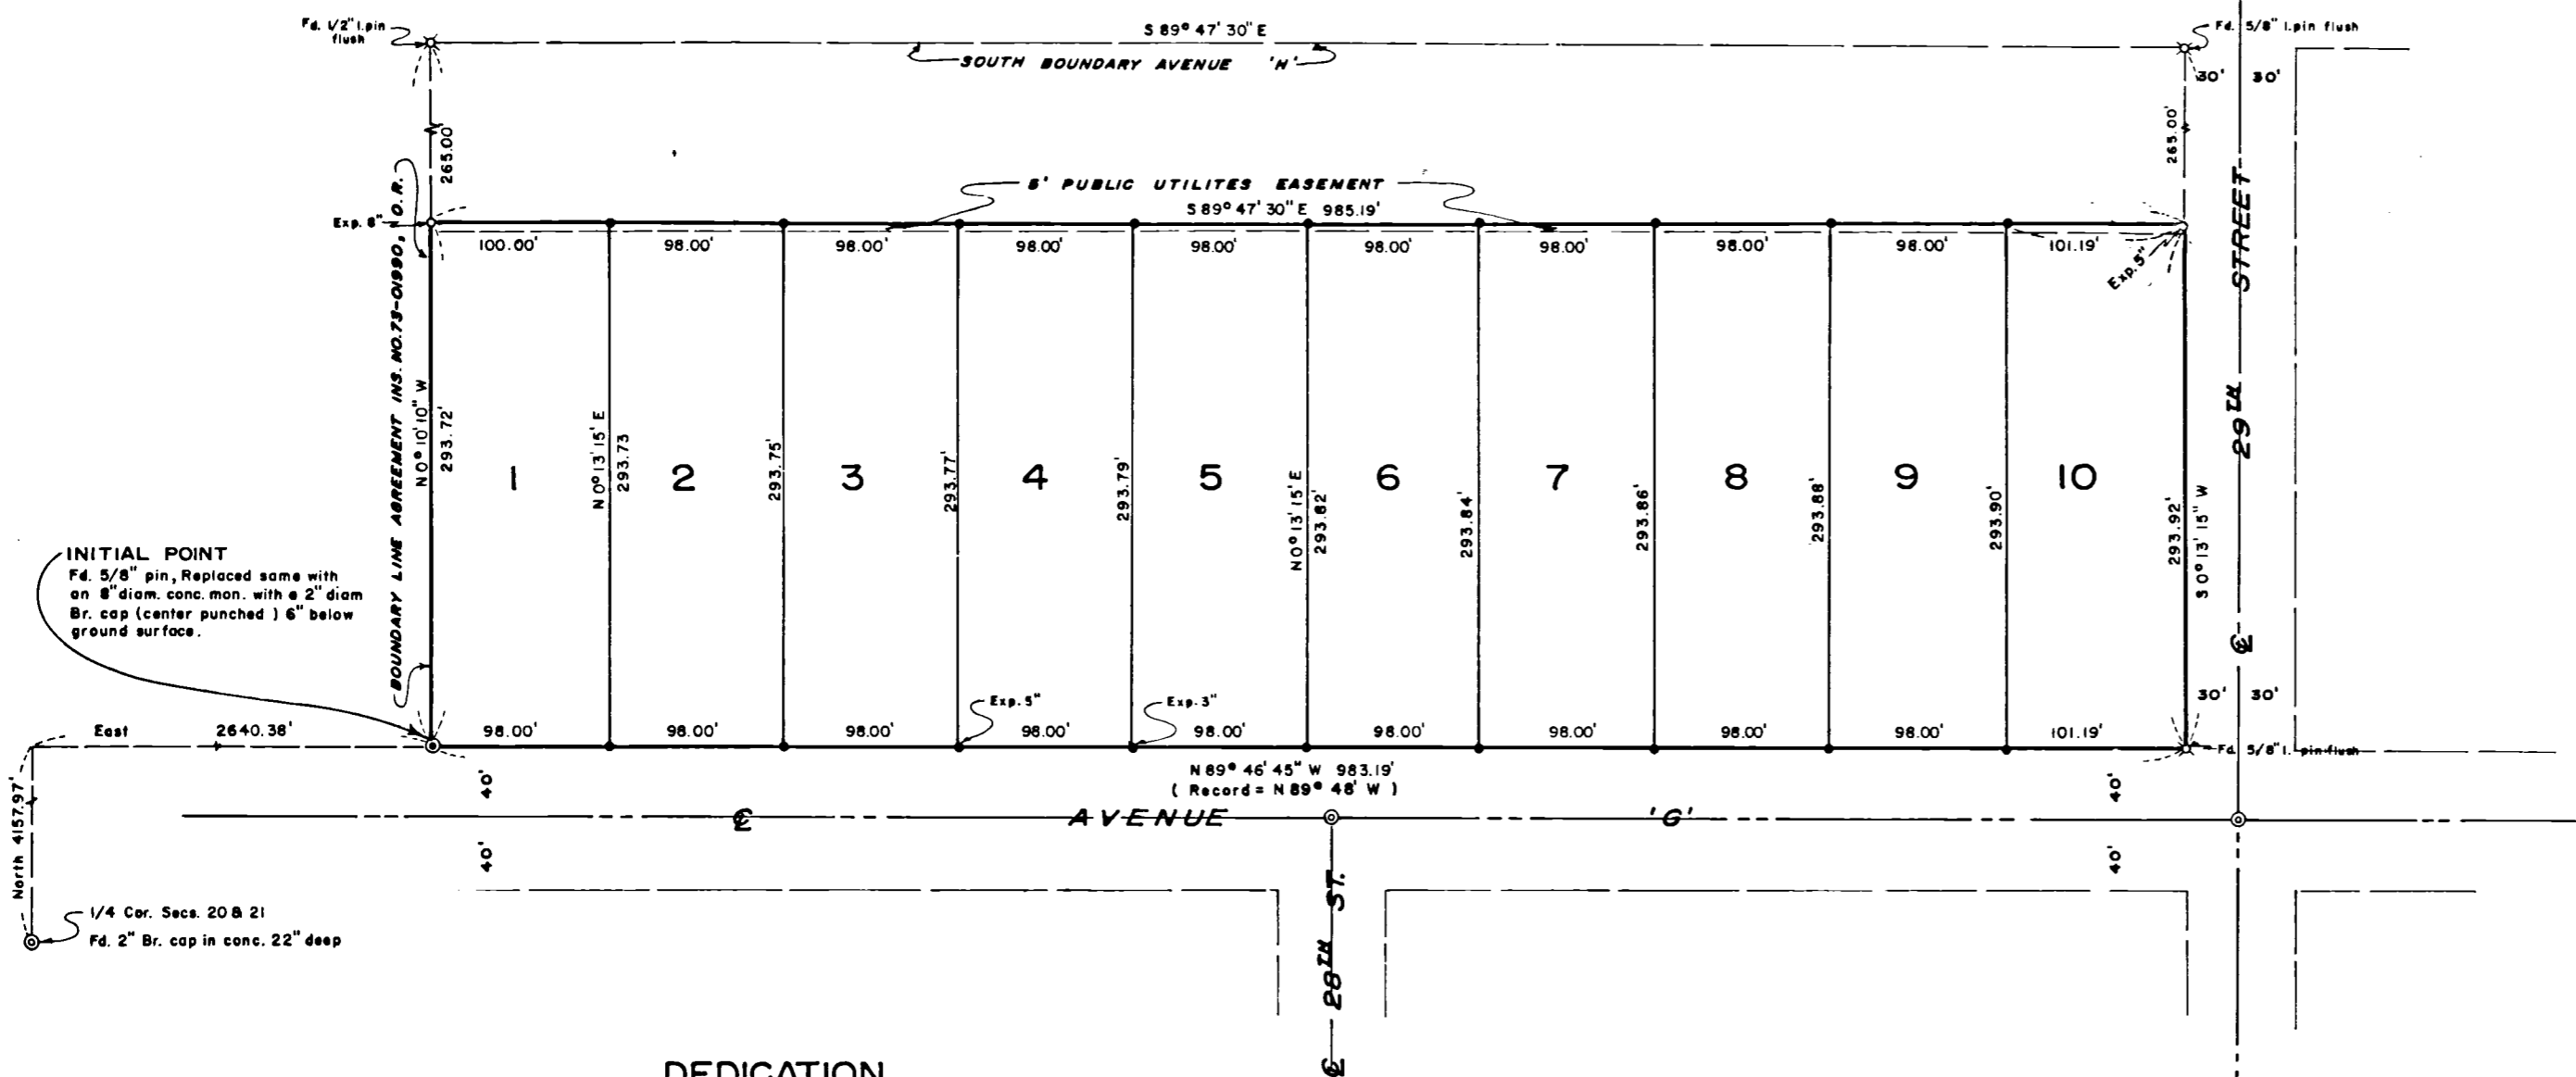 Fd. 1/2" I.pin
flush
S 89° 47' 30" E
SOUTH BOUNDARY AVENUE 'H'
Fd. 5/8" I.pin flush
30' 30'
265.00'
265.00'
5' PUBLIC UTILITES EASEMENT
S 89° 47' 30" E 985.19'
Exp. 8"
100.00' 98.00' 98.00' 98.00' 98.00' 98.00' 98.00' 98.00' 98.00' 101.19'
Exp. 5"
BOUNDARY LINE AGREEMENT INS. NO. 73-01990, O.R.
N 0° 10' 10" W
293.72'
N 0° 13' 15' E
293.73
293.75'
293.77'
293.79'
N 0° 13' 15' E
293.82'
293.84'
293.86'
293.88'
293.90'
293.92'
S 0° 13' 15" W
1 2 3 4 5 6 7 8 9 10
29TH STREET
℄
INITIAL POINT
Fd. 5/8" pin, Replaced same with
an 8" diam. conc. mon. with a 2" diam
Br. cap (center punched ) 6" below
ground surface.
Exp. 5"
Exp. 3"
30' 30'
East 2640.38'
98.00' 98.00' 98.00' 98.00' 98.00' 98.00' 98.00' 98.00' 98.00' 101.19'
Fd. 5/8" I. pin flush
N 89° 46' 45" W 983.19'
( Record = N 89° 48' W )
40'
40'
℄ AVENUE 'G'
40'
40'
North 4157.97'
1/4 Cor. Secs. 20 & 21
Fd. 2" Br. cap in conc. 22" deep
℄ 28TH ST.
DEDICATION